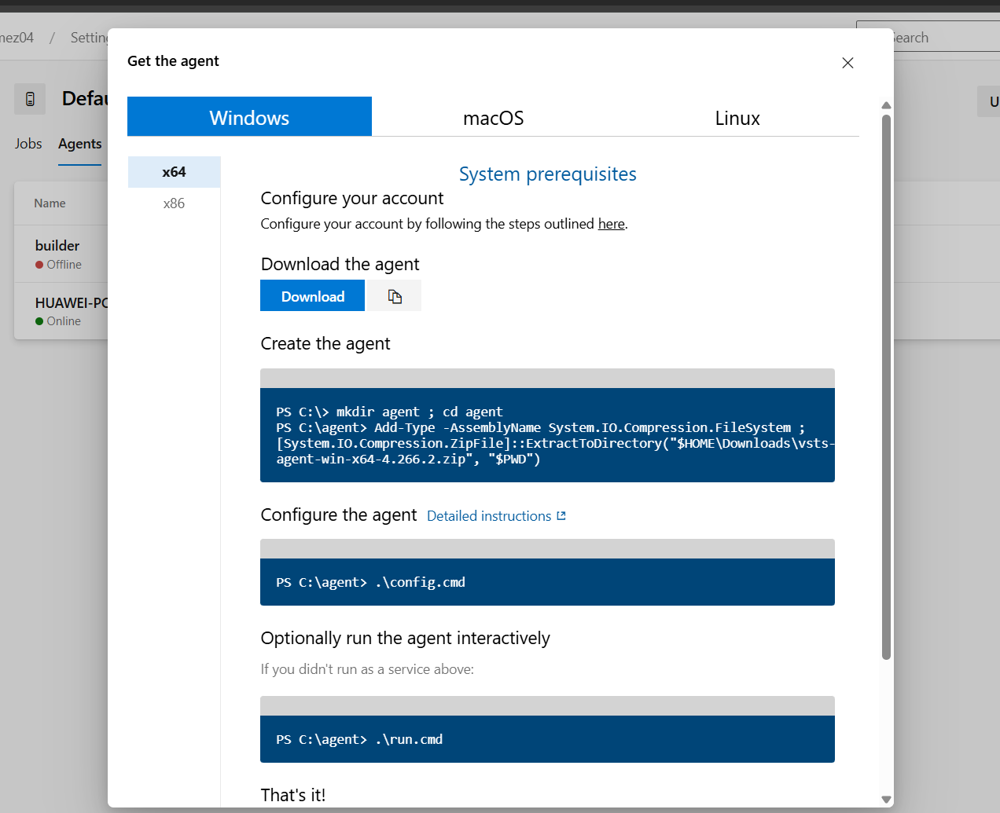 nez04 / Setting
Search
Get the agent
Defau
U
Windows
macOS
Linux
Jobs
Agents
x64
x86
System prerequisites
Configure your account
Configure your account by following the steps outlined here.
Name
builder
Offline
HUAWEI-PC
Online
Download the agent
Download
Create the agent
PS C:\> mkdir agent ; cd agent
PS C:\agent> Add-Type -AssemblyName System.IO.Compression.FileSystem ;
[System.IO.Compression.ZipFile]::ExtractToDirectory("$HOME\Downloads\vsts-
agent-win-x64-4.266.2.zip", "$PWD")
Configure the agent Detailed instructions
PS C:\agent> .\config.cmd
Optionally run the agent interactively
If you didn't run as a service above:
PS C:\agent> .\run.cmd
That's it!